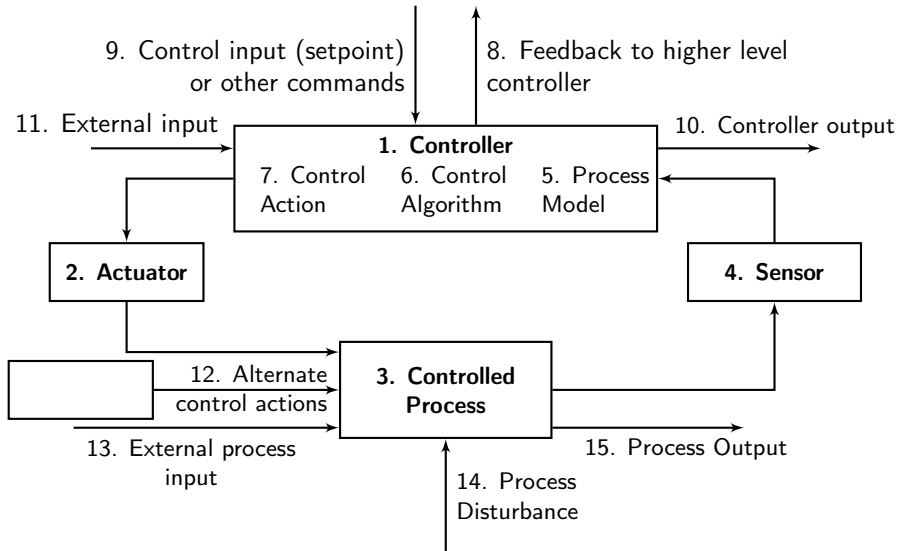 9. Control input (setpoint)
or other commands
8. Feedback to higher level
controller
11. External input
10. Controller output
1. Controller
7. Control
Action
6. Control
Algorithm
5. Process
Model
2. Actuator
4. Sensor
12. Alternate
control actions
3. Controlled
Process
13. External process
input
15. Process Output
14. Process
Disturbance